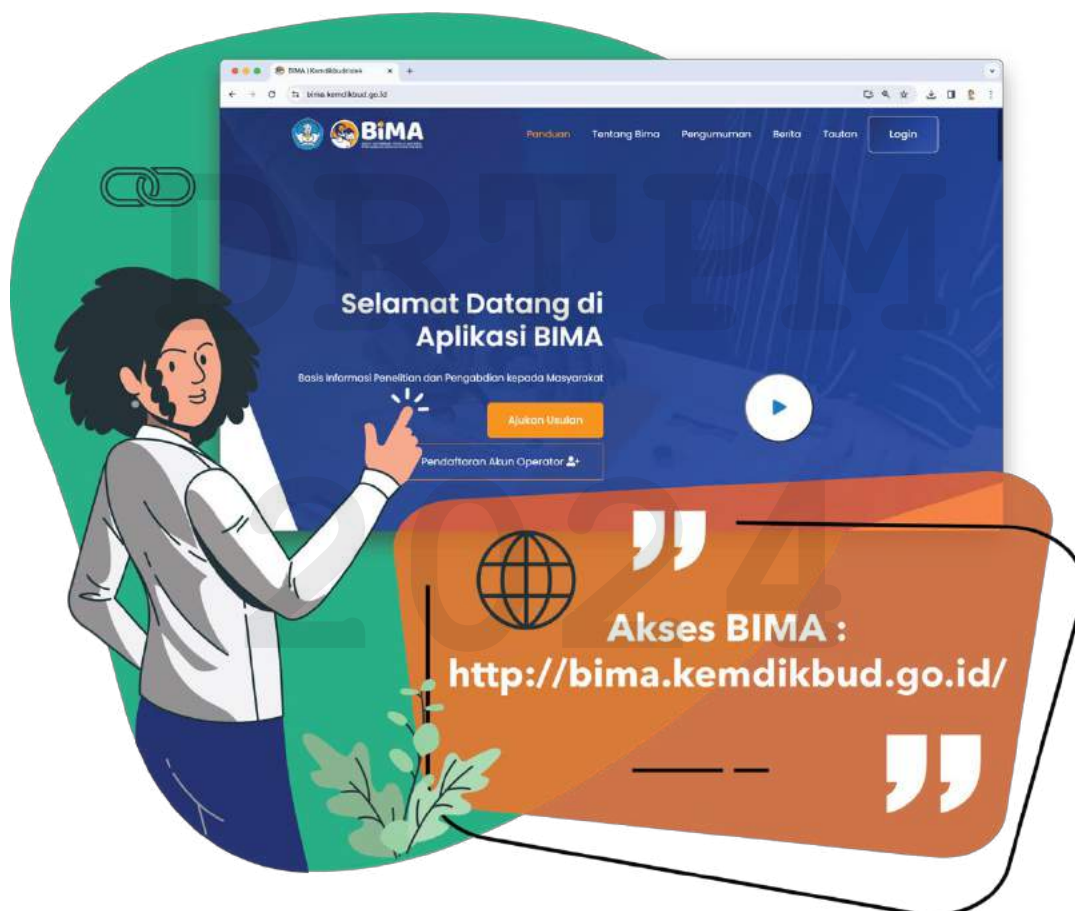 BIMA | Kemdikbudristek
bima.kemdikbud.go.id
BiMA
Panduan Tentang Bima Pengumuman Berita Tautan Login
Selamat Datang di
Aplikasi BIMA
Basis Informasi Penelitian dan Pengabdian kepada Masyarakat
Ajukan Usulan
Pendaftaran Akun Operator
DRTPM
2024
Akses BIMA :
http://bima.kemdikbud.go.id/